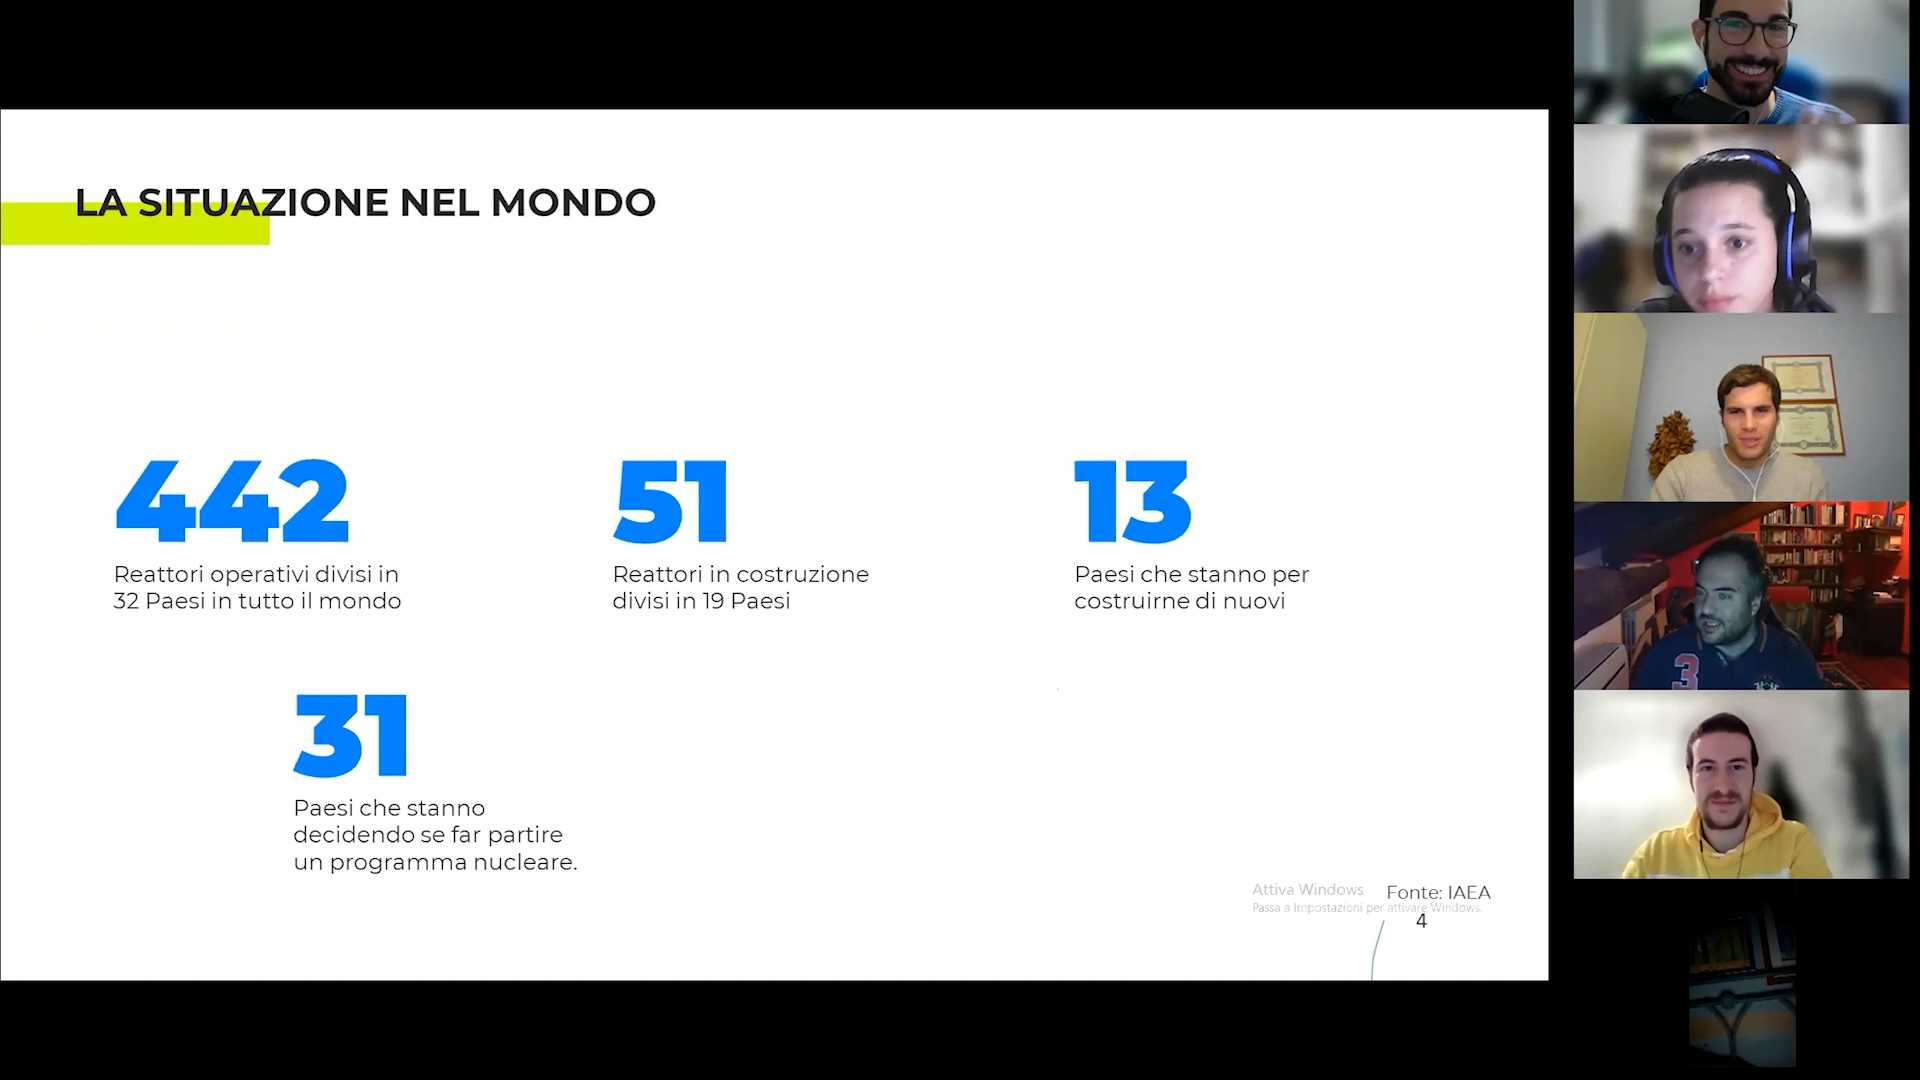 LA SITUAZIONE NEL MONDO
442
Reattori operativi divisi in
32 Paesi in tutto il mondo
51
Reattori in costruzione
divisi in 19 Paesi
13
Paesi che stanno per
costruirne di nuovi
31
Paesi che stanno
decidendo se far partire
un programma nucleare.
Attiva Windows
Passa a Impostazioni per attivare Windows.
Fonte: IAEA
4
3